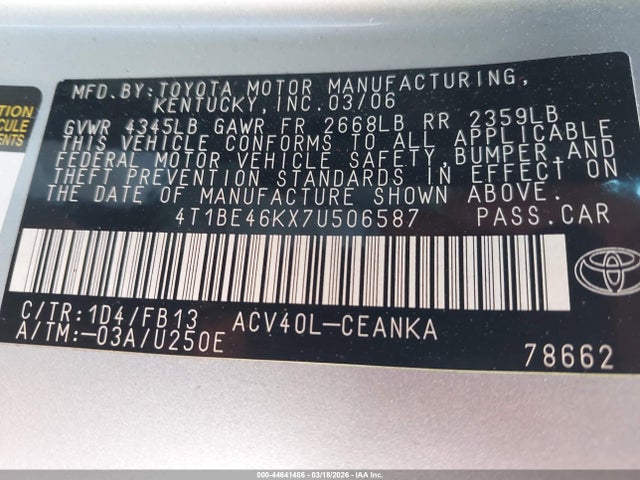 MFD.BY:TOYOTA MOTOR MANUFACTURING,
KENTUCKY,INC.03/06
GVWR 4345LB GAWR FR 2668LB RR 2359LB
THIS VEHICLE CONFORMS TO ALL APPLICABLE
FEDERAL MOTOR VEHICLE SAFETY,BUMPER,AND
THEFT PREVENTION STANDARDS IN EFFECT ON
THE DATE OF MANUFACTURE SHOWN ABOVE.
4T1BE46KX7U506587 PASS.CAR
C/TR:1D4/FB13 ACV40L-CEANKA
A/TM:-03A/U250E
78662
000-44641466 - 03/18/2026 - IAA Inc.